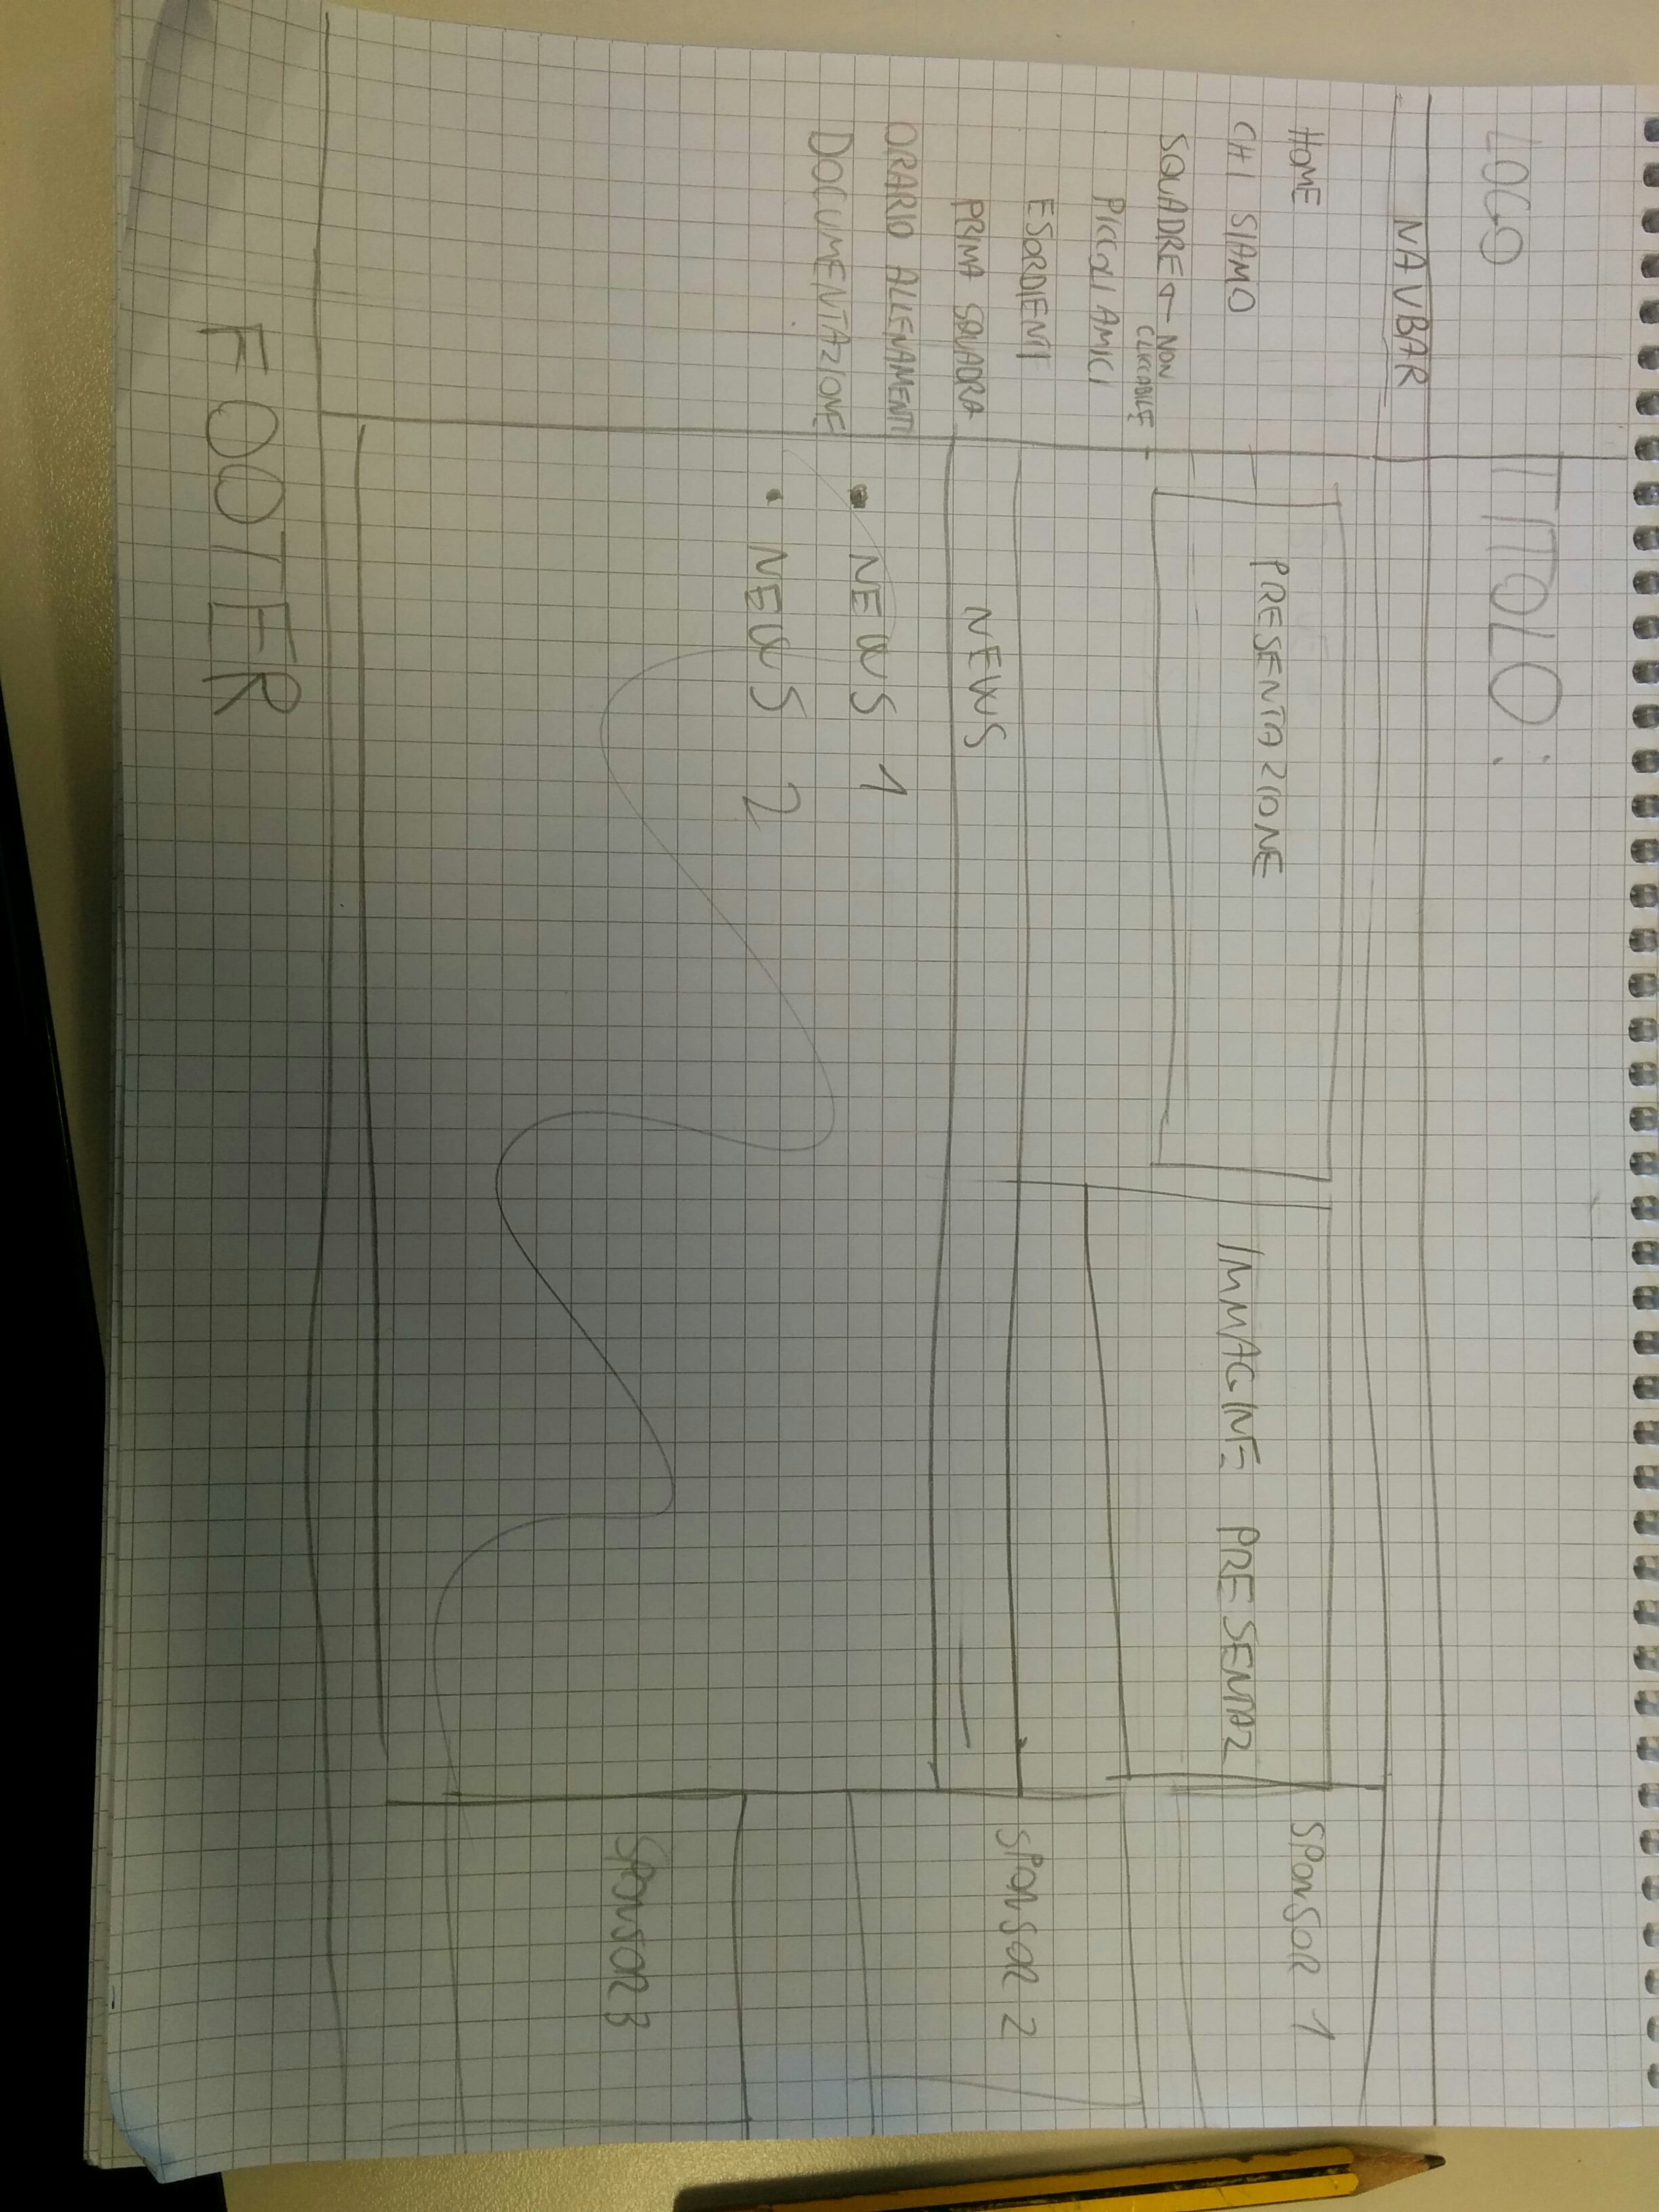 LOGO
TITOLO:
NAVBAR
HOME
CHI SIAMO
SQUADRE
NON
CLICCABILE
PICCOLI AMICI
ESORDIENTI
PRIMA SQUADRA
ORARIO ALLENAMENTI
DOCUMENTAZIONE
PRESENTAZIONE
IMMAGINE PRESENTAZ
NEWS
• NEWS 1
• NEWS 2
SPONSOR 1
SPONSOR 2
SPONSOR 3
FOOTER